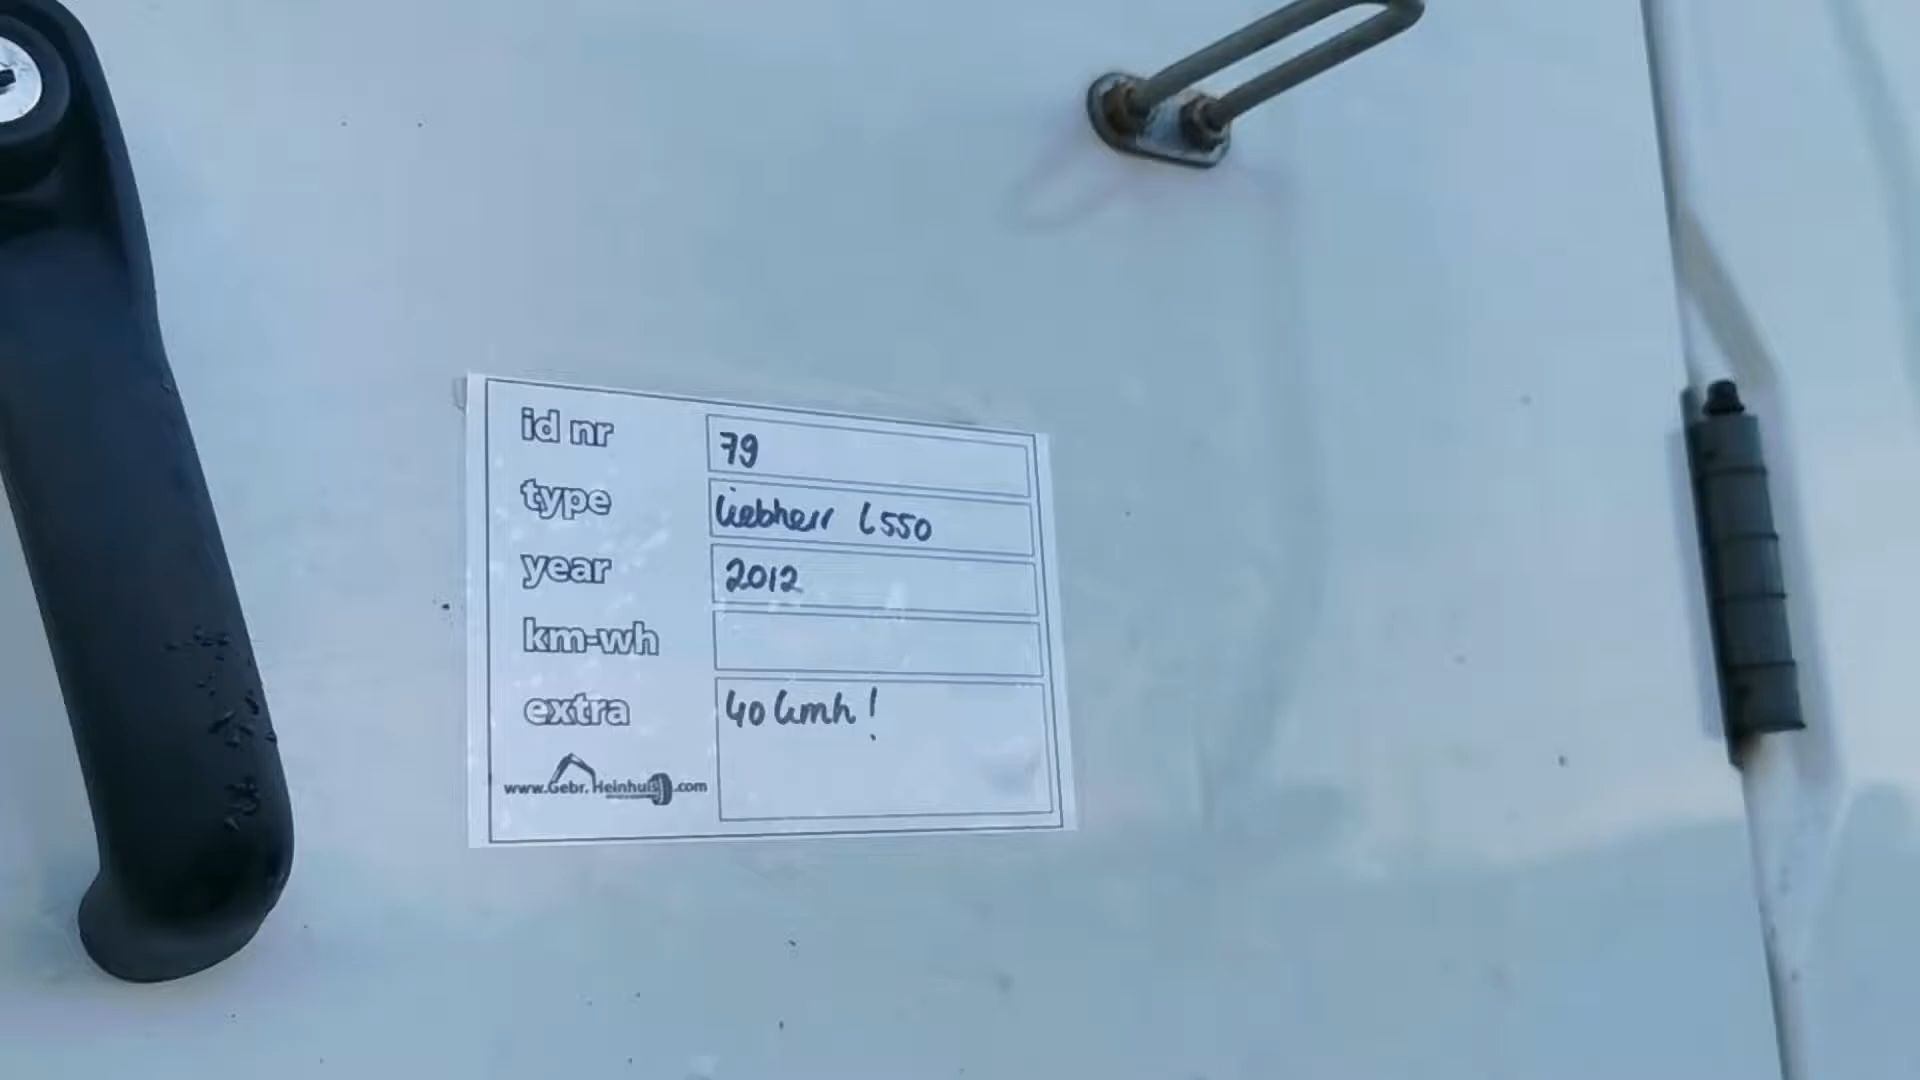 id nr 79
type Liebherr L550
year 2012
km-wh
extra 40 kmh!
www.Gebr.Heinhuis.com